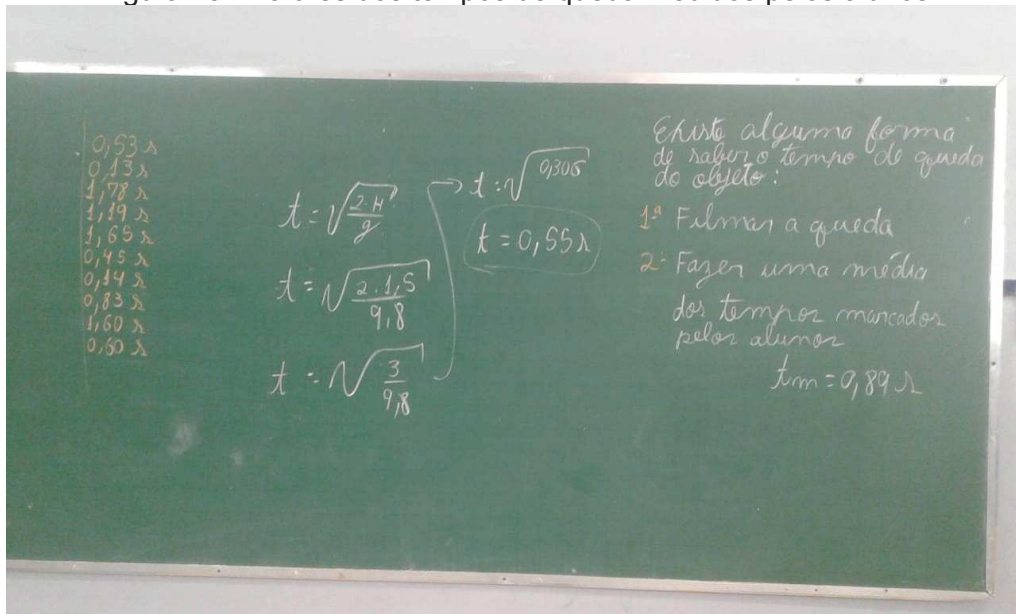 0,53 s
0,13 s
1,78 s
1,19 s
1,65 s
0,45 s
0,14 s
0,83 s
1,60 s
0,60 s
t = √(2.H/g)
t = √(2.1,5/9,8)
t = √(3/9,8)
→ t = √0,306
t = 0,55 s
Existe alguma forma
de saber o tempo de queda
do objeto:
1ª Filmar a queda
2ª Fazer uma média
dos tempos marcados
pelos alunos
tm = 0,89 s